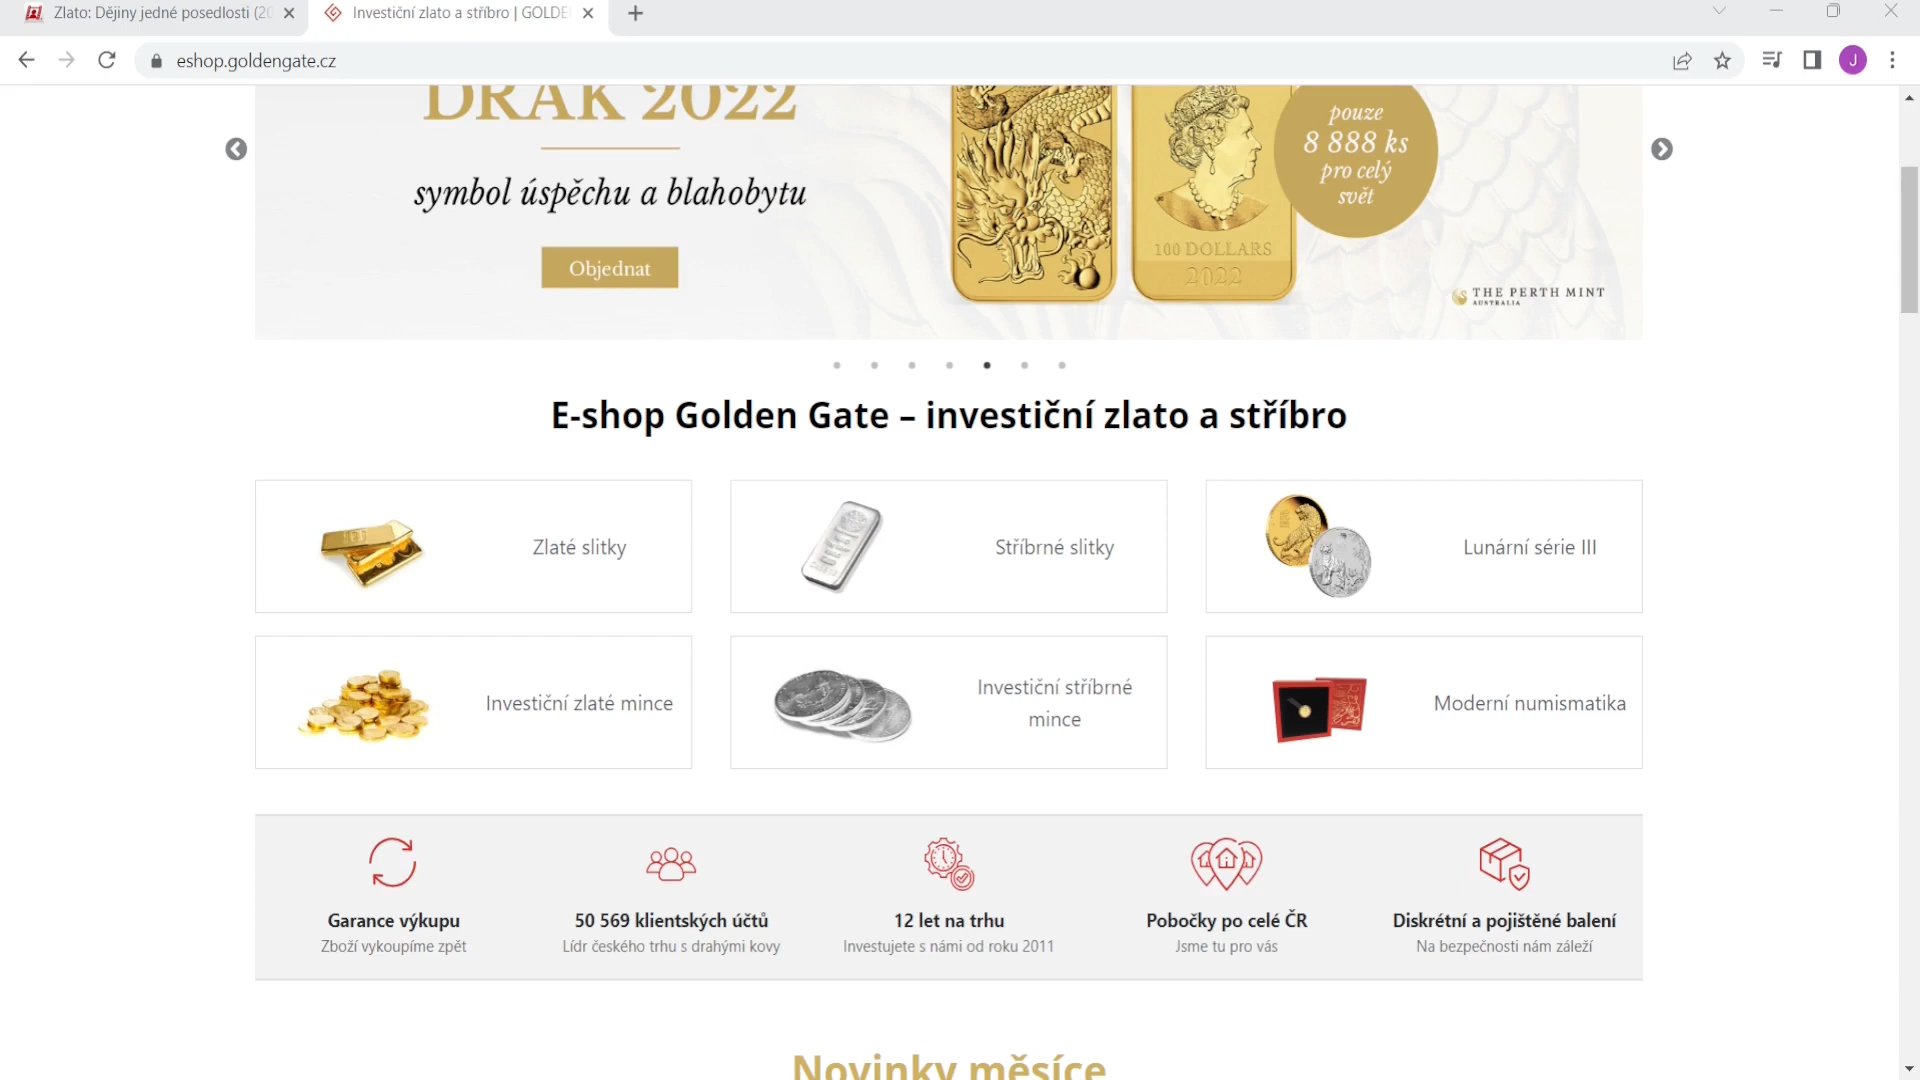 Zlato: Dějiny jedné posedlosti (20
Investiční zlato a stříbro | GOLDE
eshop.goldengate.cz
J
DRAK 2022
symbol úspěchu a blahobytu
Objednat
100 DOLLARS
2022
pouze
8 888 ks
pro celý
svět
THE PERTH MINT
AUSTRALIA
E-shop Golden Gate – investiční zlato a stříbro
Zlaté slitky
Stříbrné slitky
Lunární série III
Investiční zlaté mince
Investiční stříbrné
mince
Moderní numismatika
Garance výkupu
Zboží vykoupíme zpět
50 569 klientských účtů
Lídr českého trhu s drahými kovy
12 let na trhu
Investujete s námi od roku 2011
Pobočky po celé ČR
Jsme tu pro vás
Diskrétní a pojištěné balení
Na bezpečnosti nám záleží
Novinky měsíce